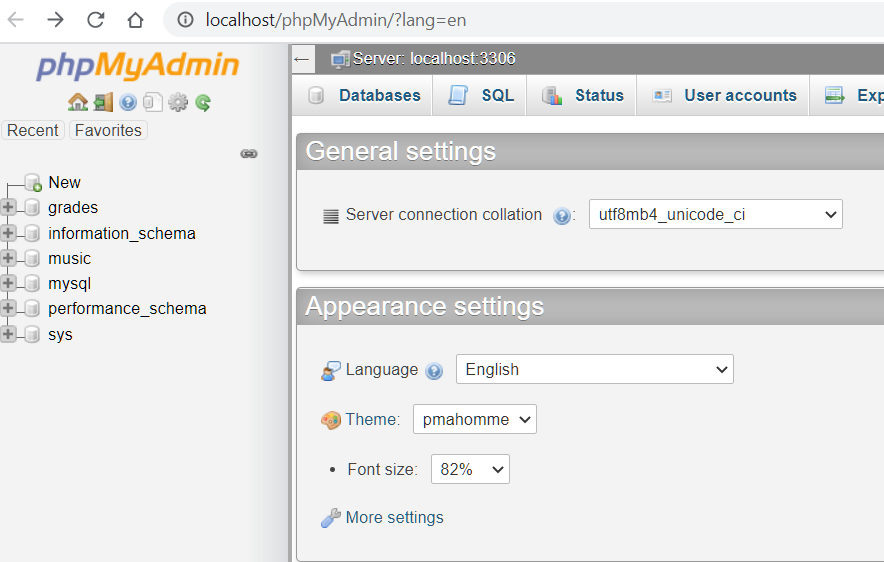 localhost/phpMyAdmin/?lang=en
phpMyAdmin
Recent Favorites
New
grades
information_schema
music
mysql
performance_schema
sys
Server: localhost:3306
Databases SQL Status User accounts Exp
General settings
Server connection collation : utf8mb4_unicode_ci
Appearance settings
Language English
Theme: pmahomme
• Font size: 82%
More settings